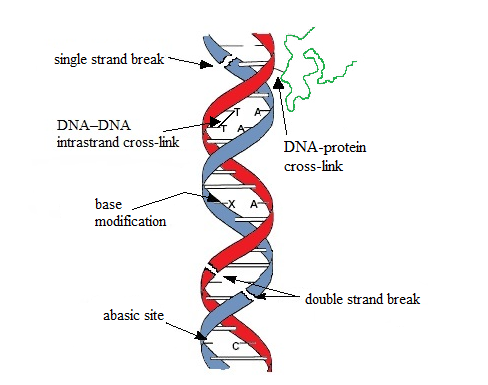 single strand break
T A
DNA–DNA
intrastrand cross-link
T A
DNA-protein
cross-link
base
modification
X A
double strand break
abasic site
C